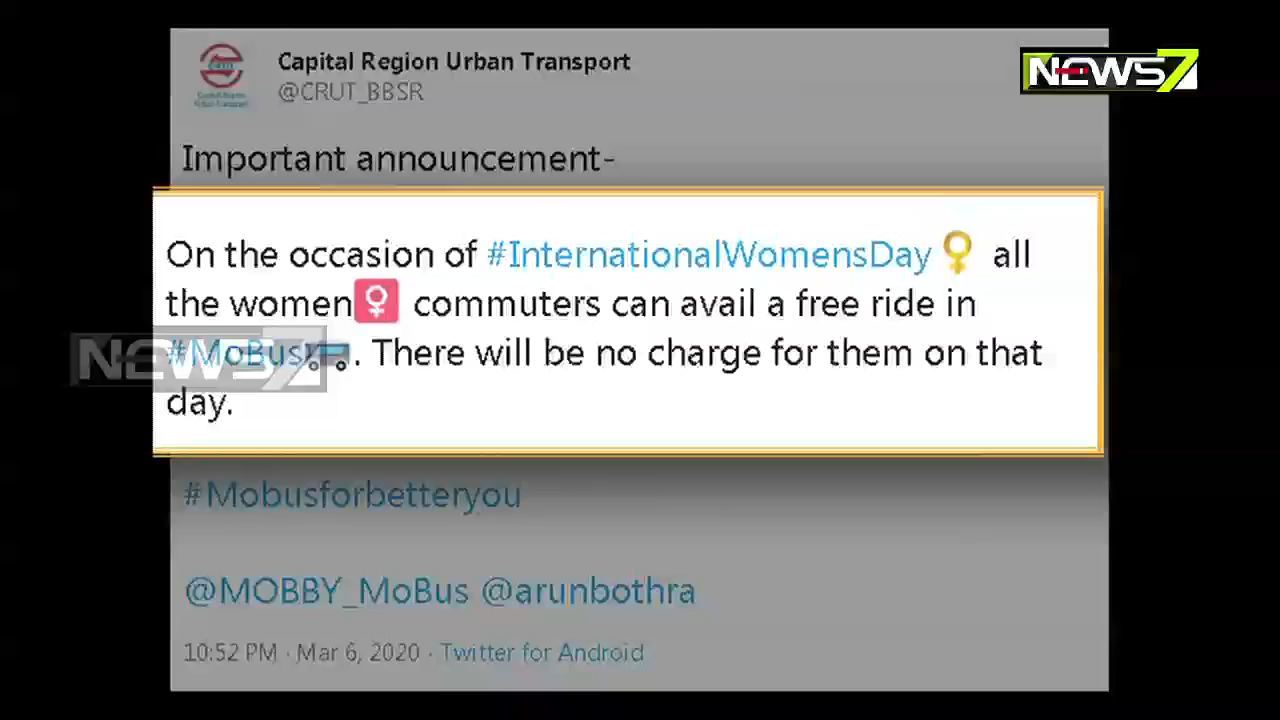 Capital Region Urban Transport
@CRUT_BBSR
NEWS7
Important announcement-
On the occasion of #InternationalWomensDay all
the women commuters can avail a free ride in
#MoBus. There will be no charge for them on that
day.
NEWS7
#Mobusforbetteryou
@MOBBY_MoBus @arunbothra
10:52 PM · Mar 6, 2020 · Twitter for Android